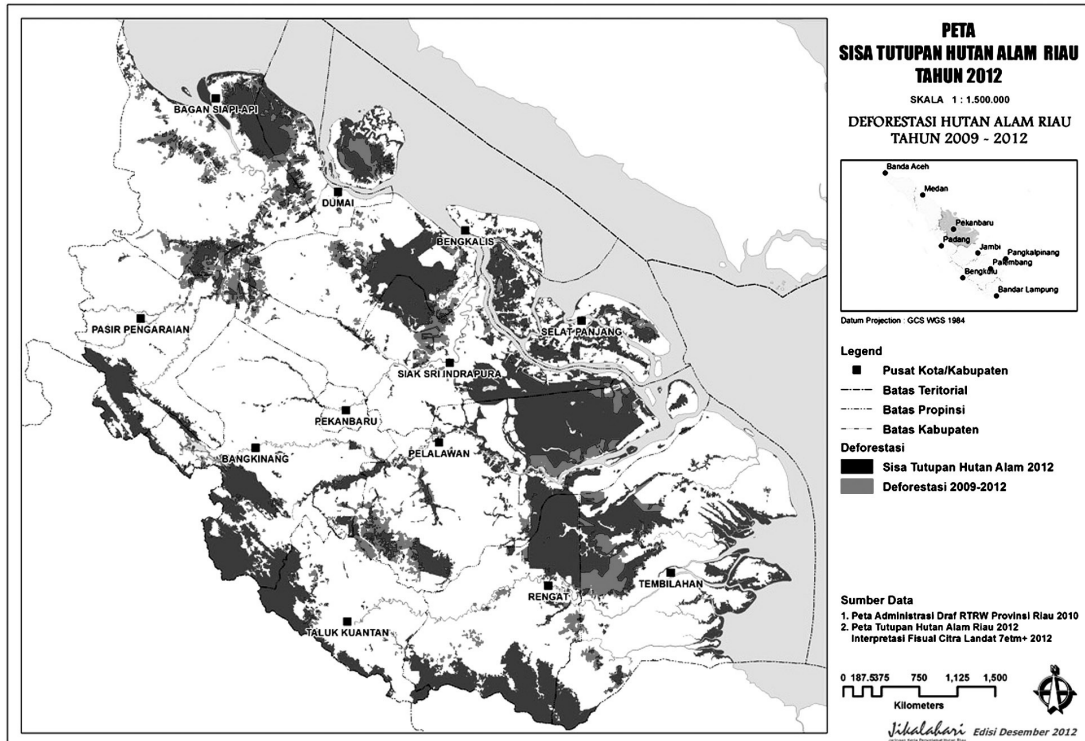 BAGAN SIAPI-API
DUMAI
BENGKALIS
PASIR PENGARAIAN
SELAT PANJANG
SIAK SRI INDRAPURA
PEKANBARU
BANGKINANG
PELALAWAN
TEMBILAHAN
RENGAT
TALUK KUANTAN
PETA
SISA TUTUPAN HUTAN ALAM RIAU
TAHUN 2012
SKALA 1 : 1.500.000
DEFORESTASI HUTAN ALAM RIAU
TAHUN 2009 - 2012
Banda Aceh
Medan
Pekanbaru
Padang
Jambi
Pangkalpinang
Palembang
Bengkulu
Bandar Lampung
Datum Projection : GCS WGS 1984
Legend
Pusat Kota/Kabupaten
Batas Teritorial
Batas Propinsi
Batas Kabupaten
Deforestasi
Sisa Tutupan Hutan Alam 2012
Deforestasi 2009-2012
Sumber Data
1. Peta Administrasi Draf RTRW Provinsi Riau 2010
2. Peta Tutupan Hutan Alam Riau 2012
Interpretasi Fisual Citra Landat 7etm+ 2012
0 187.5375 750 1,125 1,500
Kilometers
Jikalahari Edisi Desember 2012